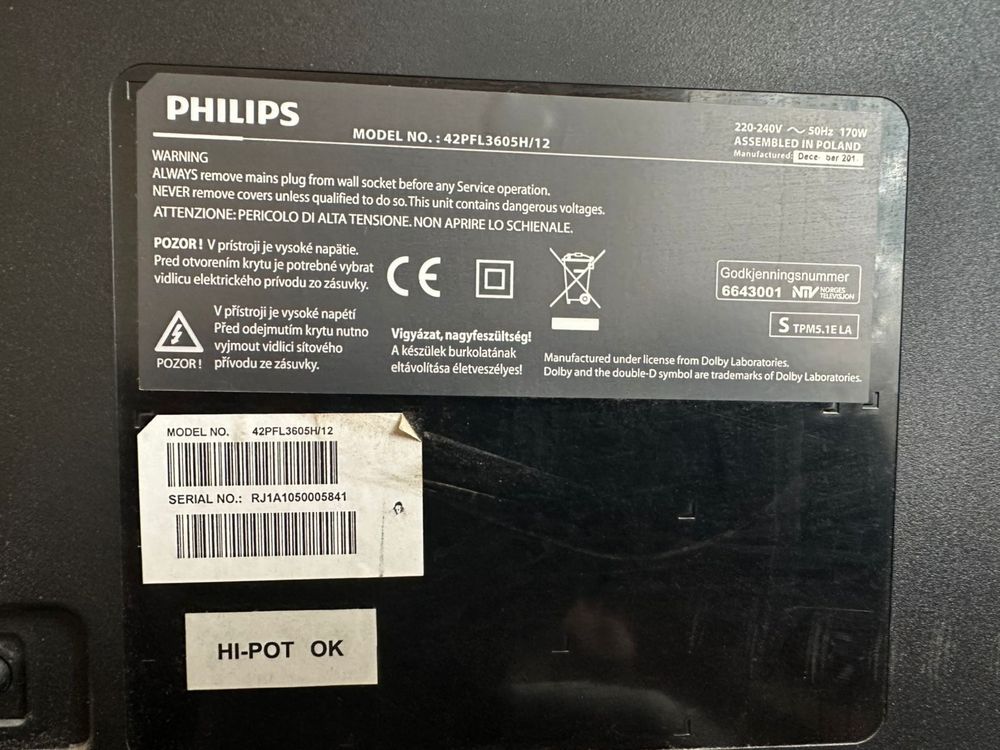 PHILIPS
MODEL NO. : 42PFL3605H/12
220-240V ~ 50Hz 170W
ASSEMBLED IN POLAND
Manufactured:
WARNING
ALWAYS remove mains plug from wall socket before any Service operation.
NEVER remove covers unless qualified to do so. This unit contains dangerous voltages.
ATTENZIONE: PERICOLO DI ALTA TENSIONE. NON APRIRE LO SCHIENALE.
POZOR! V prístroji je vysoké napätie.
Pred otvorením krytu je potrebné vybrat
vidlicu elektrického prívodu zo zásuvky.
CE
V přístroji je vysoké napětí
Před odejmutím krytu nutno
vyjmout vidlici síťového
přívodu ze zásuvky.
POZOR!
Vigyázat, nagyfeszültség!
A készülek burkolatának
eltávolítása életveszélyes!
Godkjenningsnummer
6643001 NTV NORGES
TELEVISJON
S TPM5.1E LA
Manufactured under license from Dolby Laboratories.
Dolby and the double-D symbol are trademarks of Dolby Laboratories.
MODEL NO. 42PFL3605H/12
SERIAL NO.: RJ1A1050005841
HI-POT OK